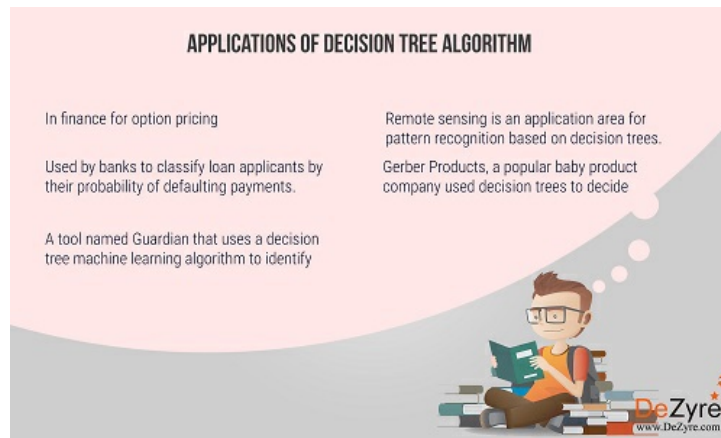 APPLICATIONS OF DECISION TREE ALGORITHM
In finance for option pricing
Used by banks to classify loan applicants by
their probability of defaulting payments.
A tool named Guardian that uses a decision
tree machine learning algorithm to identify
Remote sensing is an application area for
pattern recognition based on decision trees.
Gerber Products, a popular baby product
company used decision trees to decide
DeZyre
www.DeZyre.com